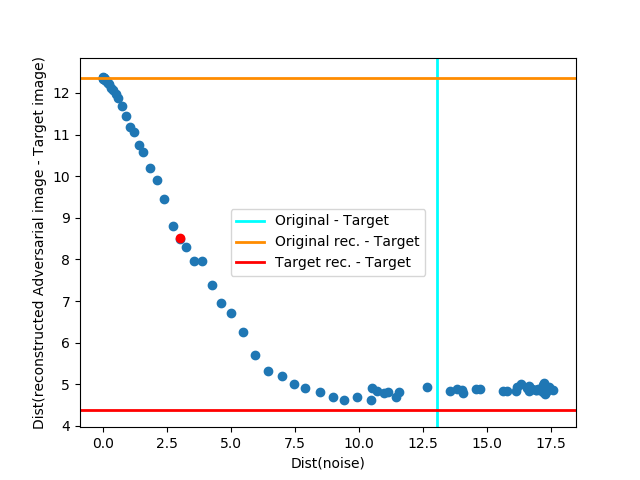 Dist(reconstructed Adversarial image - Target image)
12
11
10
9
8
7
6
5
4
Original - Target
Original rec. - Target
Target rec. - Target
0.0 2.5 5.0 7.5 10.0 12.5 15.0 17.5
Dist(noise)